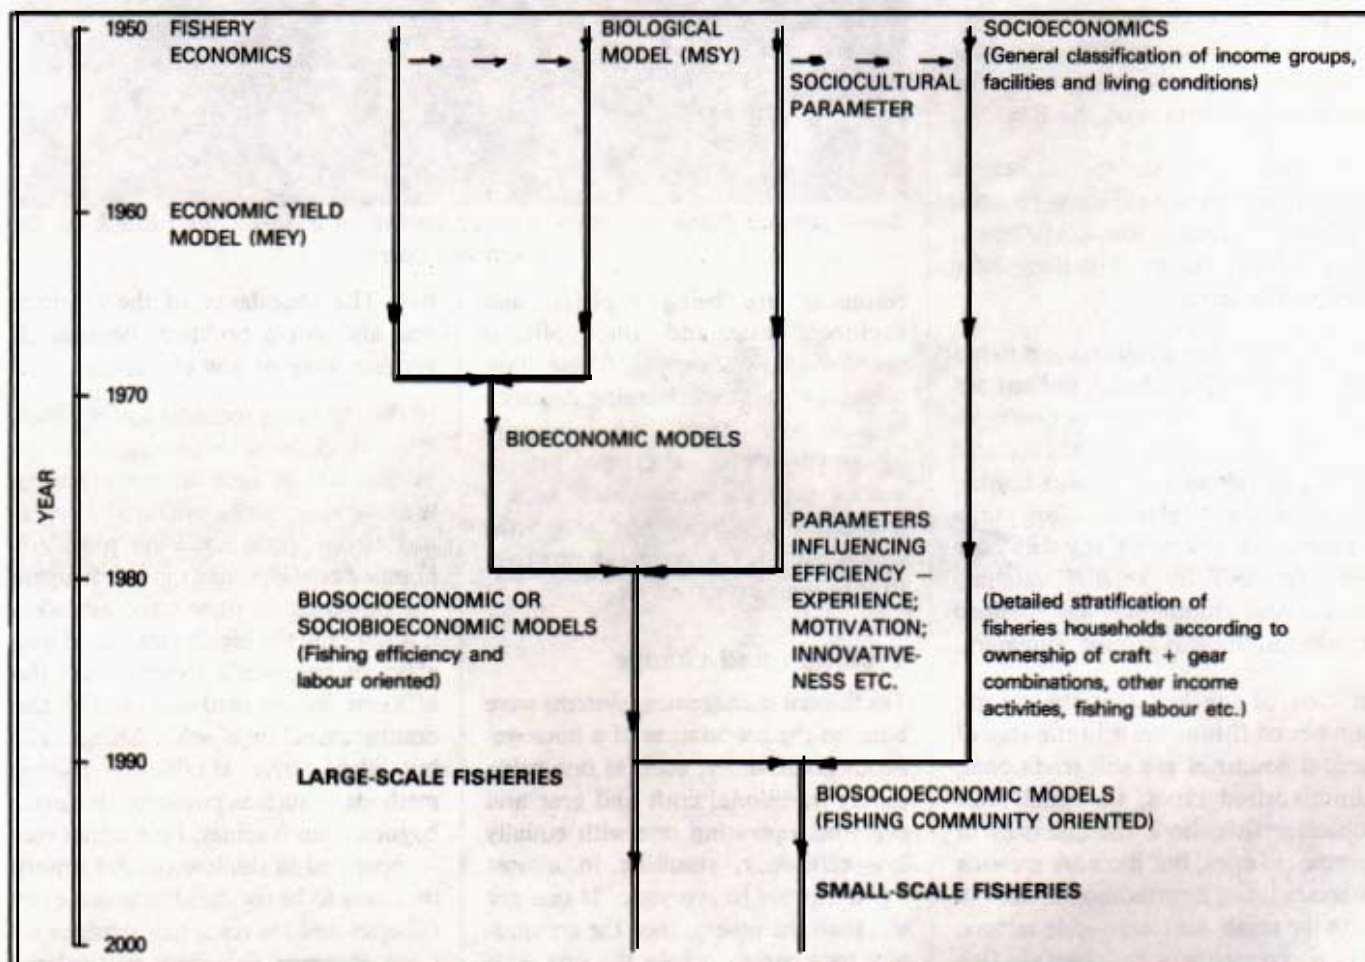 1950
FISHERY
ECONOMICS
BIOLOGICAL
MODEL (MSY)
SOCIOCULTURAL
PARAMETER
SOCIOECONOMICS
(General classification of income groups,
facilities and living conditions)
1960
ECONOMIC YIELD
MODEL (MEY)
1970
BIOECONOMIC MODELS
YEAR
1980
BIOSOCIOECONOMIC OR
SOCIOBIOECONOMIC MODELS
(Fishing efficiency and
labour oriented)
PARAMETERS
INFLUENCING
EFFICIENCY —
EXPERIENCE;
MOTIVATION;
INNOVATIVE-
NESS ETC.
(Detailed stratification of
fisheries households according to
ownership of craft + gear
combinations, other income
activities, fishing labour etc.)
1990
LARGE-SCALE FISHERIES
BIOSOCIOECONOMIC MODELS
(FISHING COMMUNITY ORIENTED)
SMALL-SCALE FISHERIES
2000